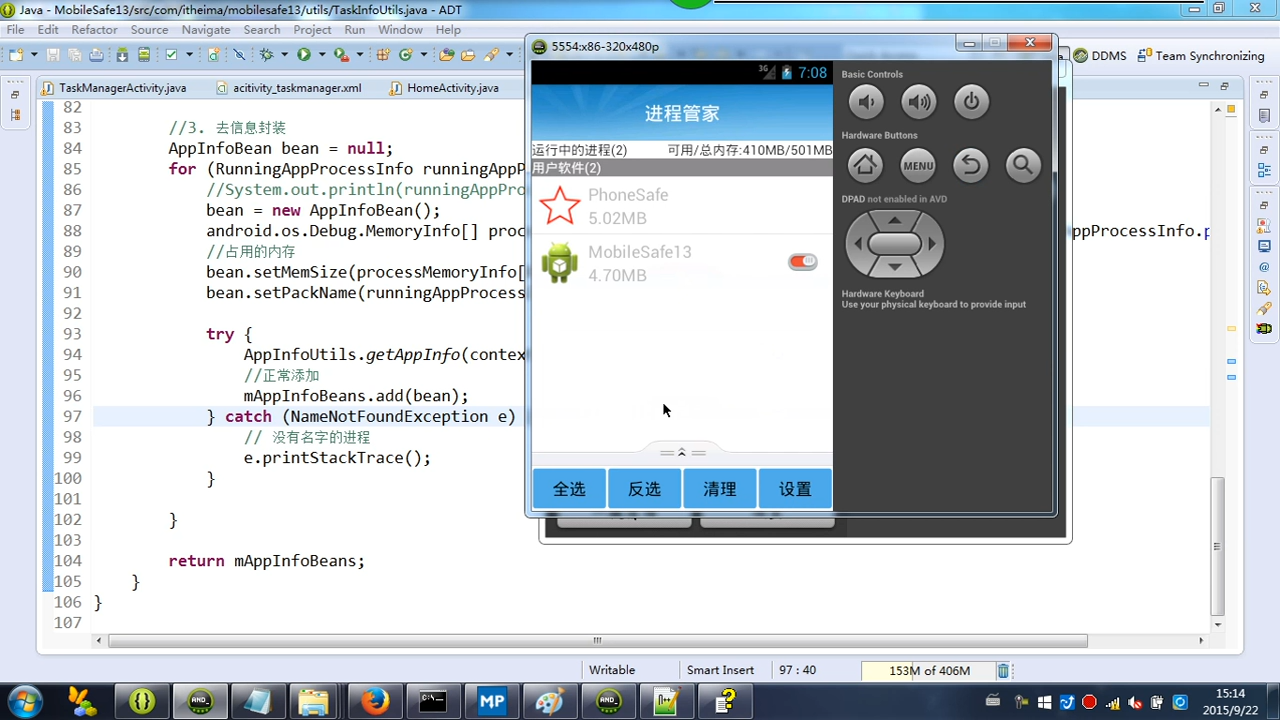 Java - MobileSafe13/src/com/itheima/mobilesafe13/utils/TaskInfoUtils.java - ADT
File Edit Refactor Source Navigate Search Project Run Window Help
DDMS Team Synchronizing
TaskManagerActivity.java acitivity_taskmanager.xml HomeActivity.java
82
83 //3. 去信息封装
84 AppInfoBean bean = null;
85 for (RunningAppProcessInfo runningAppP
86 //System.out.println(runningAppPro
87 bean = new AppInfoBean();
88 android.os.Debug.MemoryInfo[] proc
ppProcessInfo.p
89 //占用的内存
90 bean.setMemSize(processMemoryInfo[
91 bean.setPackName(runningAppProcess
92
93 try {
94 AppInfoUtils.getAppInfo(contex
95 //正常添加
96 mAppInfoBeans.add(bean);
97 } catch (NameNotFoundException e)
98 // 没有名字的进程
99 e.printStackTrace();
100 }
101
102 }
103
104 return mAppInfoBeans;
105 }
106 }
107
5554:x86-320x480p
3G 7:08
进程管家
运行中的进程(2) 可用/总内存:410MB/501MB
用户软件(2)
PhoneSafe
5.02MB
MobileSafe13
4.70MB
全选 反选 清理 设置
Basic Controls
Hardware Buttons
MENU
DPAD not enabled in AVD
Hardware Keyboard
Use your physical keyboard to provide input
Writable Smart Insert 97 : 40 153M of 406M
MP
15:14
2015/9/22